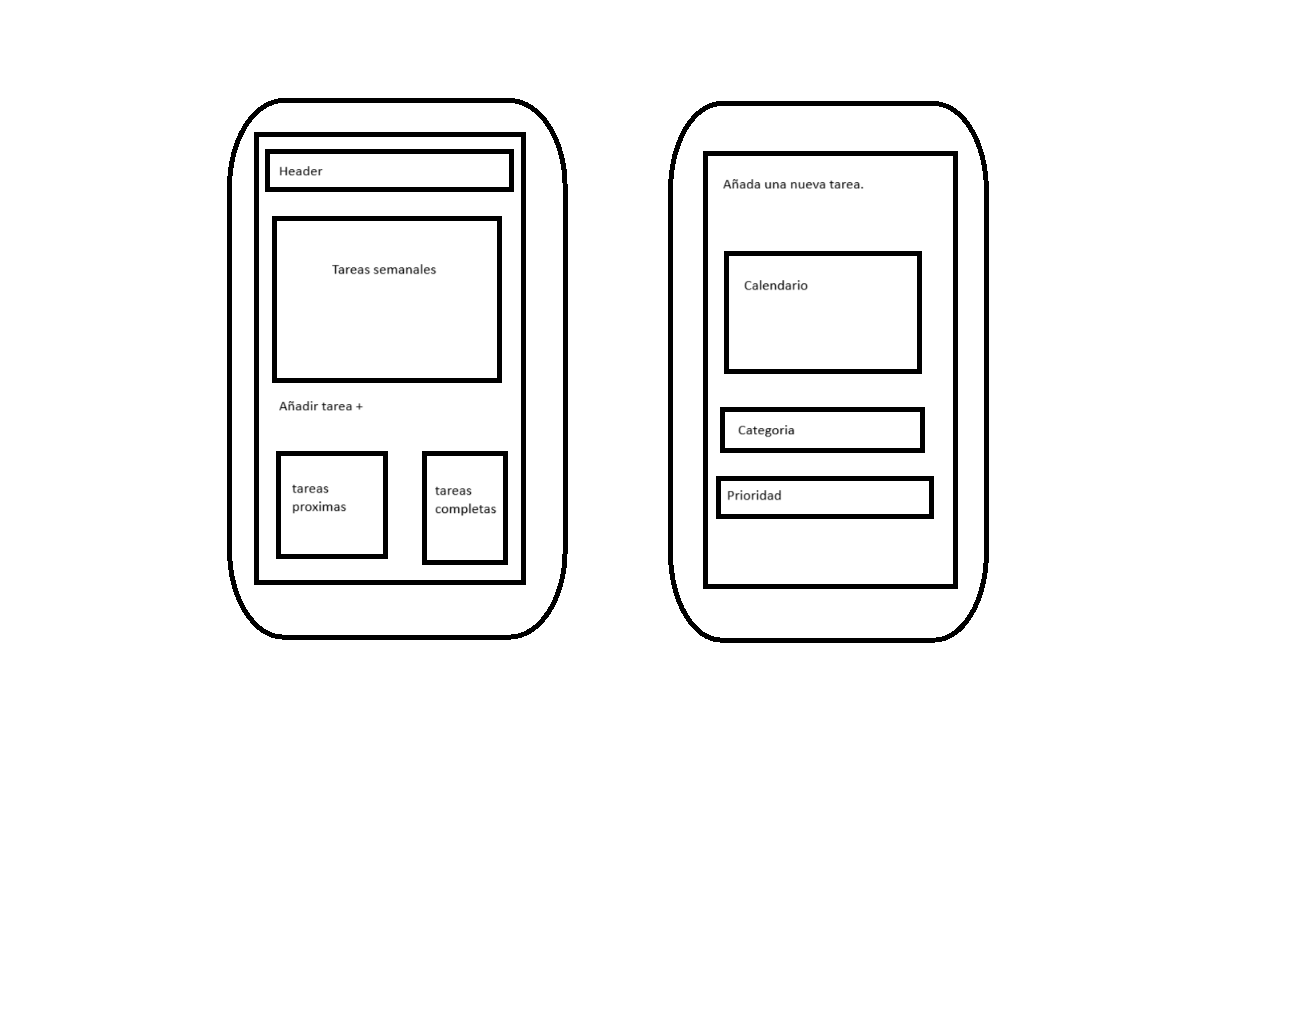 Header
Tareas semanales
Añadir tarea +
tareas
proximas
tareas
completas
Añada una nueva tarea.
Calendario
Categoria
Prioridad